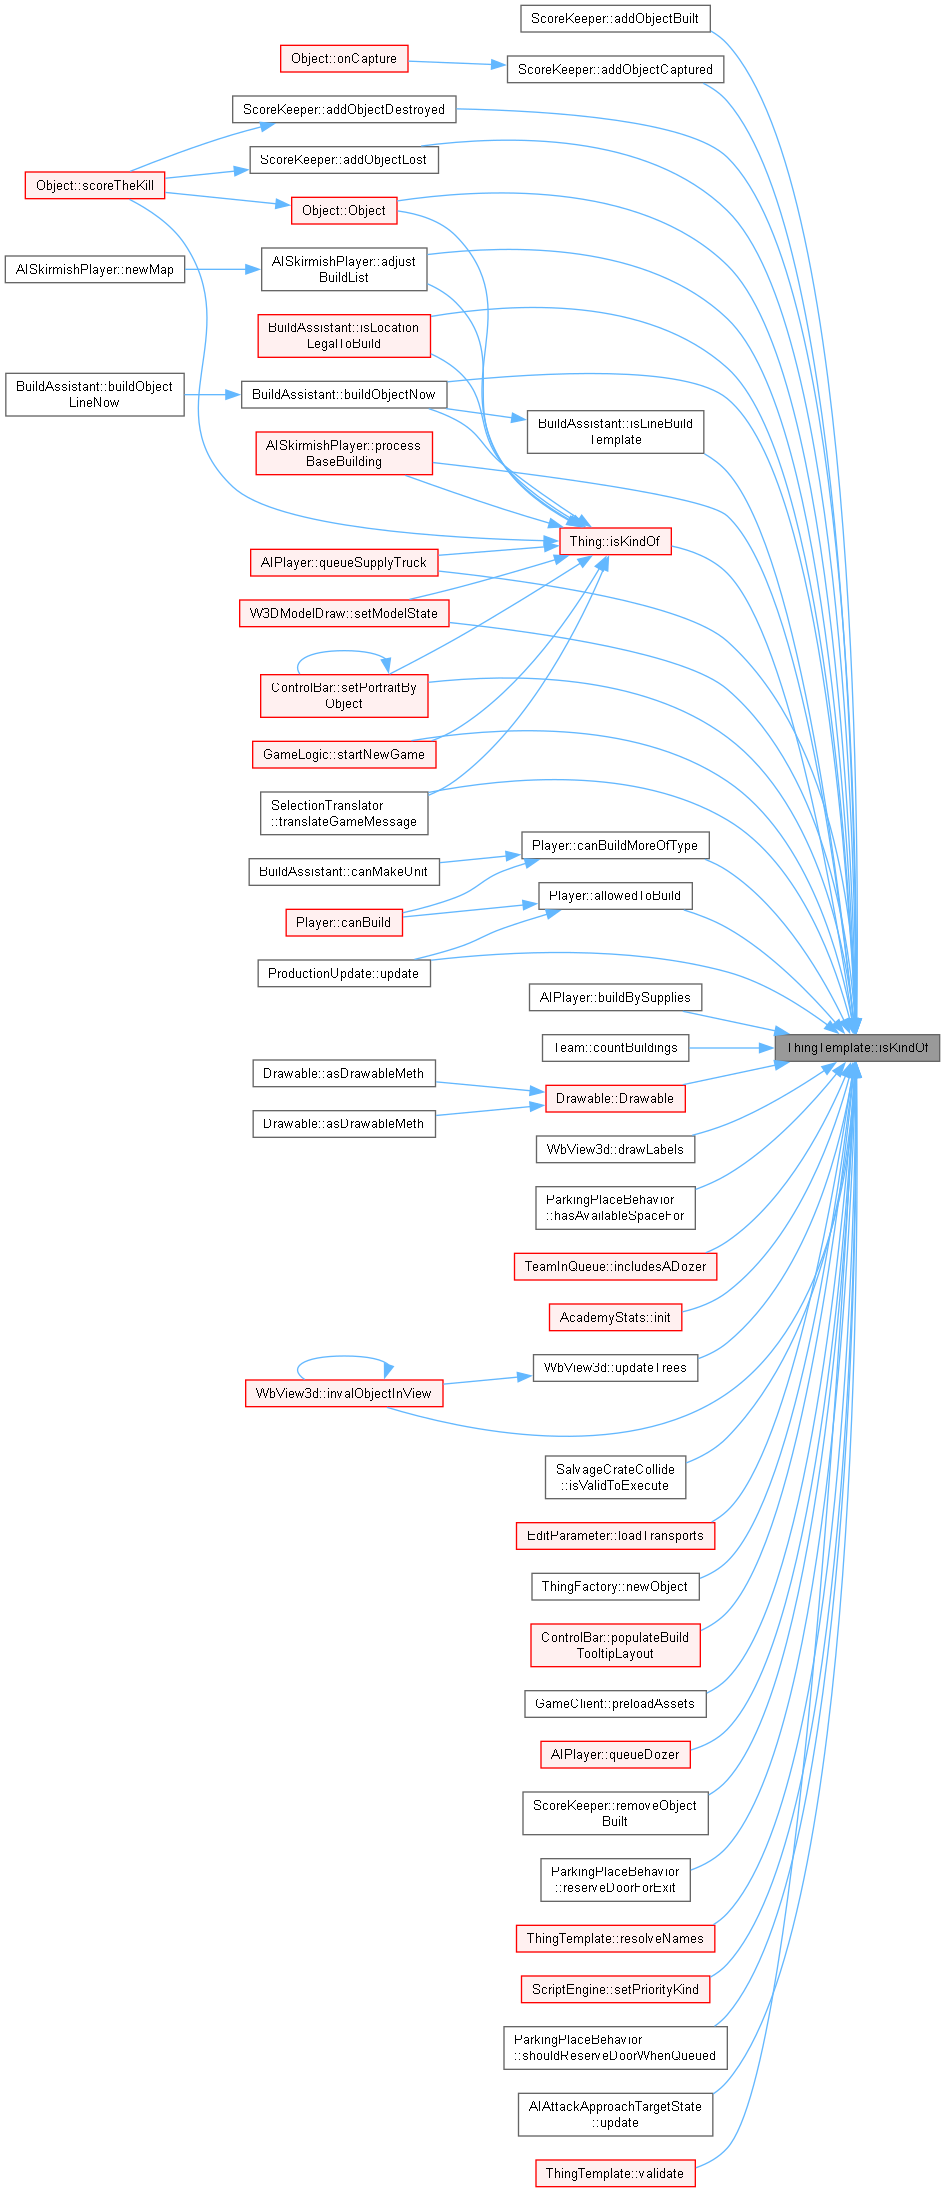 ScoreKeeper::addObjectBuilt
Object::onCapture
ScoreKeeper::addObjectCaptured
ScoreKeeper::addObjectDestroyed
ScoreKeeper::addObjectLost
Object::scoreTheKill
Object::Object
AISkirmishPlayer::newMap
AISkirmishPlayer::adjust
BuildList
BuildAssistant::isLocation
LegalToBuild
BuildAssistant::buildObject
LineNow
BuildAssistant::buildObjectNow
BuildAssistant::isLineBuild
Template
AISkirmishPlayer::process
BaseBuilding
Thing::isKindOf
AIPlayer::queueSupplyTruck
W3DModelDraw::setModelState
ControlBar::setPortraitBy
Object
GameLogic::startNewGame
SelectionTranslator
::translateGameMessage
Player::canBuildMoreOfType
BuildAssistant::canMakeUnit
Player::allowedToBuild
Player::canBuild
ProductionUpdate::update
AIPlayer::buildBySupplies
ThingTemplate::isKindOf
Team::countBuildings
Drawable::asDrawableMeth
Drawable::Drawable
Drawable::asDrawableMeth
WbView3d::drawLabels
ParkingPlaceBehavior
::hasAvailableSpaceFor
TeamInQueue::includesADozer
AcademyStats::init
WbView3d::updateTrees
WbView3d::invalObjectInView
SalvageCrateCollide
::isValidToExecute
EditParameter::loadTransports
ThingFactory::newObject
ControlBar::populateBuild
TooltipLayout
GameClient::preloadAssets
AIPlayer::queueDozer
ScoreKeeper::removeObject
Built
ParkingPlaceBehavior
::reserveDoorForExit
ThingTemplate::resolveNames
ScriptEngine::setPriorityKind
ParkingPlaceBehavior
::shouldReserveDoorWhenQueued
AIAttackApproachTargetState
::update
ThingTemplate::validate